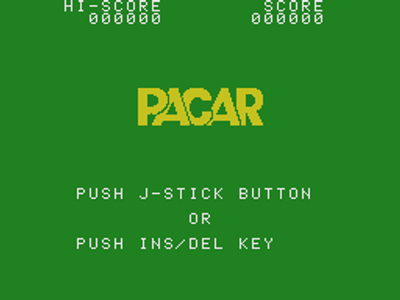 HI-SCORE SCORE
000000 000000
PACAR
PUSH J-STICK BUTTON
OR
PUSH INS/DEL KEY